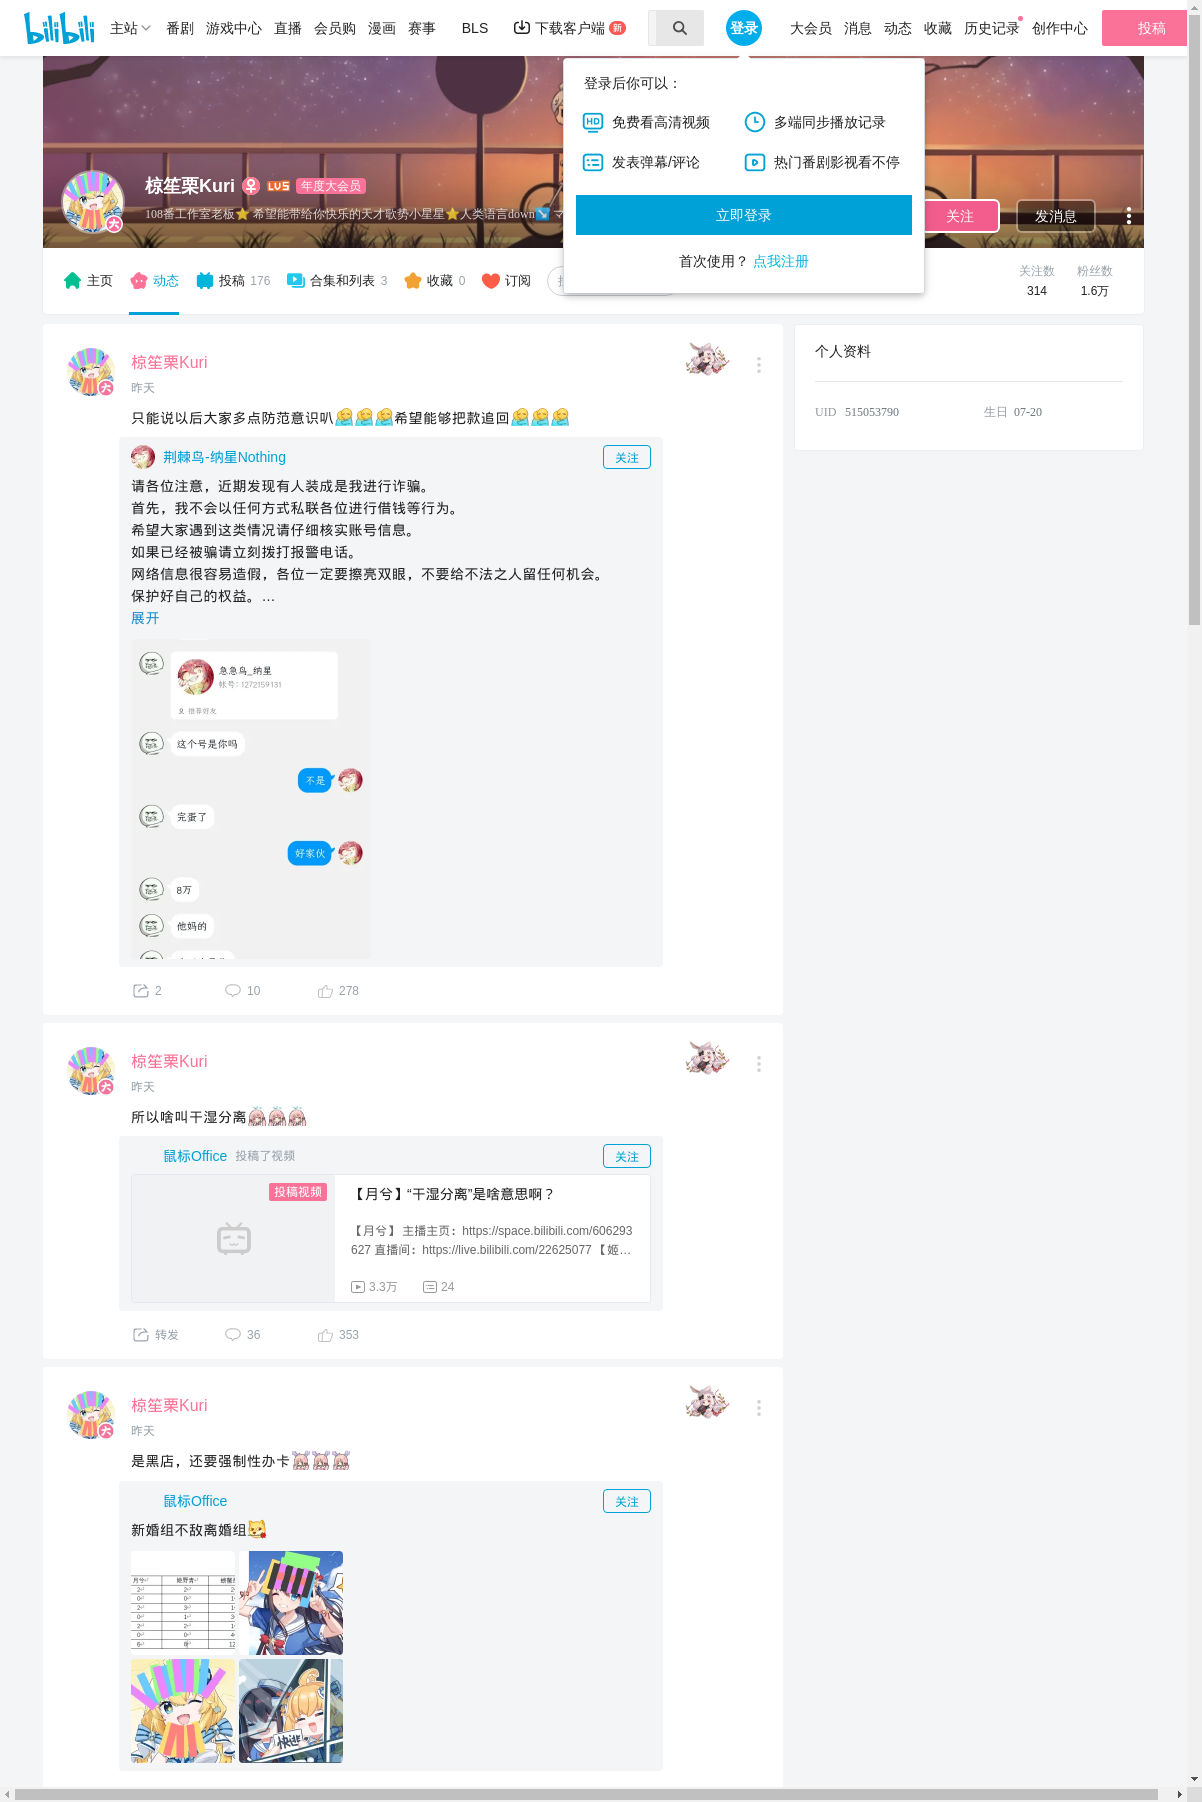 bilibili
主站 番剧 游戏中心 直播 会员购 漫画 赛事 BLS 下载客户端 新 登录 大会员 消息 动态 收藏 历史记录 创作中心 投稿
登录后你可以：
免费看高清视频 多端同步播放记录
发表弹幕/评论 热门番剧影视看不停
立即登录
首次使用？ 点我注册
椋笙栗Kuri LV5 年度大会员
108番工作室老板⭐ 希望能带给你快乐的天才歌势小星星⭐人类语言down↘️
关注 发消息
主页 动态 投稿 176 合集和列表 3 收藏 0 订阅
关注数 粉丝数
314 1.6万
个人资料
UID 515053790 生日 07-20
椋笙栗Kuri
昨天
只能说以后大家多点防范意识叭希望能够把款追回
荆棘鸟-纳星Nothing 关注
请各位注意，近期发现有人装成是我进行诈骗。
首先，我不会以任何方式私联各位进行借钱等行为。
希望大家遇到这类情况请仔细核实账号信息。
如果已经被骗请立刻拨打报警电话。
网络信息很容易造假，各位一定要擦亮双眼，不要给不法之人留任何机会。
保护好自己的权益。...
展开
急急鸟_纳星
帐号: 1272159131
推荐好友
这个号是你吗
不是
完蛋了
好家伙
8万
他妈的
2 10 278
椋笙栗Kuri
昨天
所以啥叫干湿分离
鼠标Office 投稿了视频 关注
投稿视频
【月兮】“干湿分离”是啥意思啊？
【月兮】 主播主页：https://space.bilibili.com/606293
627 直播间：https://live.bilibili.com/22625077 【姬...
3.3万 24
转发 36 353
椋笙栗Kuri
昨天
是黑店，还要强制性办卡
鼠标Office 关注
新婚组不敌离婚组
快逃